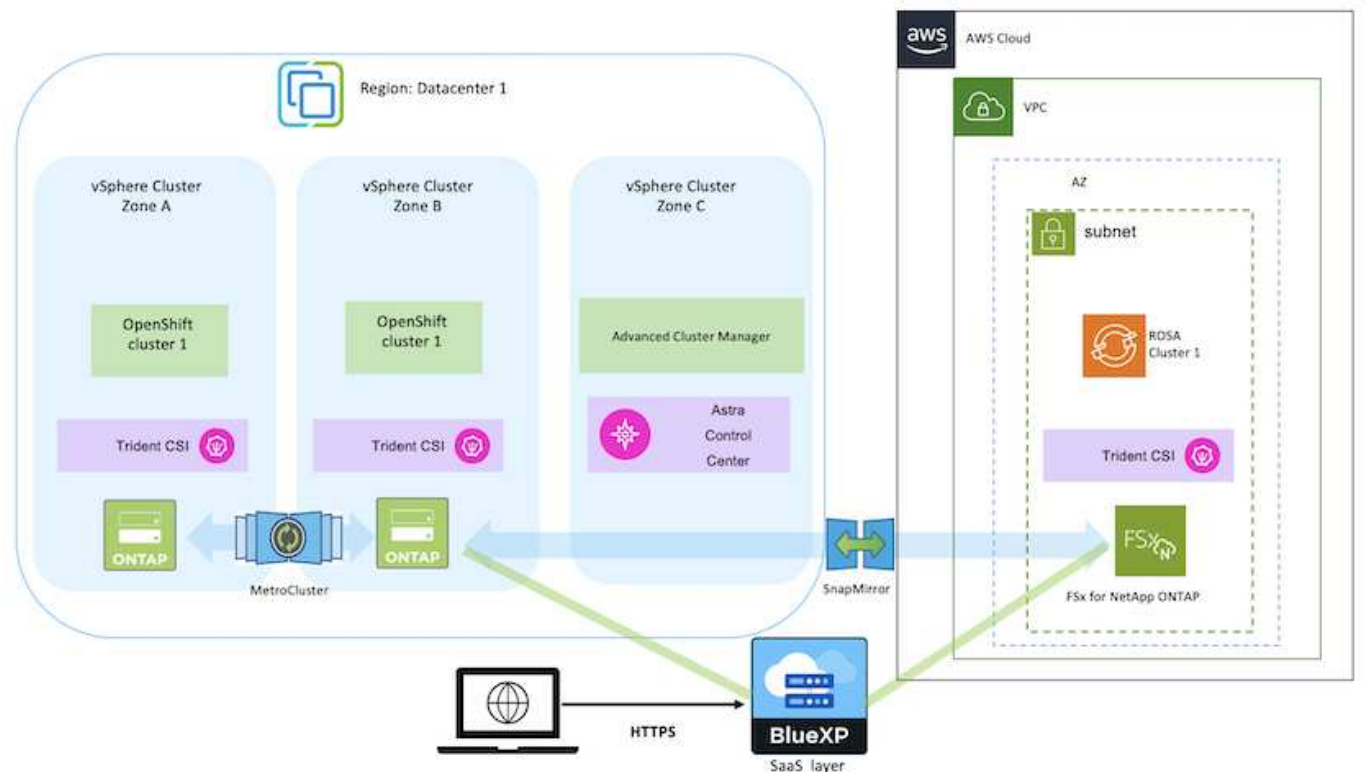 aws
AWS Cloud
Region: Datacenter 1
VPC
AZ
vSphere Cluster
Zone A
vSphere Cluster
Zone B
vSphere Cluster
Zone C
subnet
OpenShift
cluster 1
OpenShift
cluster 1
Advanced Cluster Manager
ROSA
Cluster 1
Trident CSI
Trident CSI
Astra
Control
Center
Trident CSI
ONTAP
ONTAP
FSx
N
MetroCluster
SnapMirror
FSx for NetApp ONTAP
HTTPS
BlueXP
SaaS layer